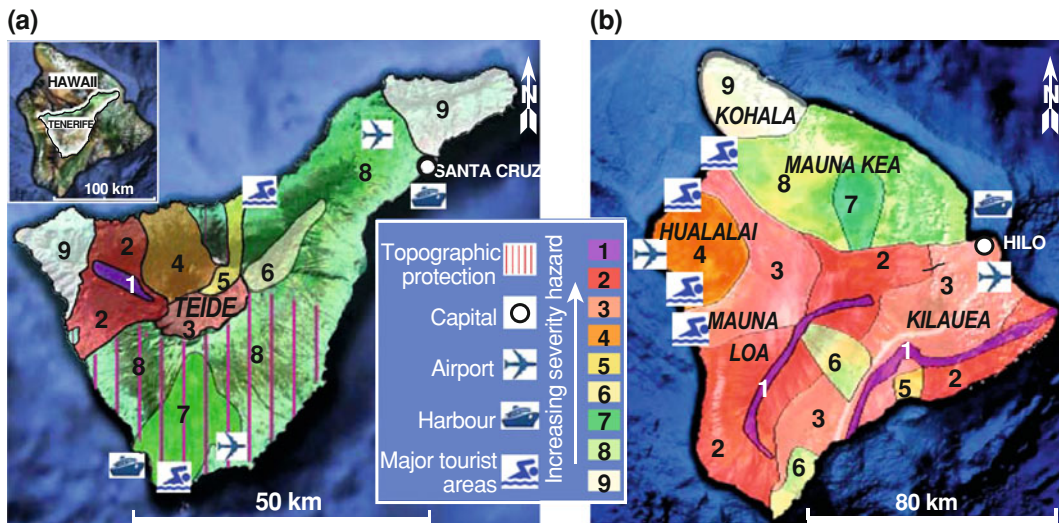 (a)
HAWAII
TENERIFE
100 km
N
9
SANTA CRUZ
8
9
2
4
1
5
6
TEIDE
2
3
8
8
7
50 km
Topographic
protection
Capital
Airport
Harbour
Major tourist
areas
Increasing severity hazard
1
2
3
4
5
6
7
8
9
(b)
N
9
KOHALA
MAUNA KEA
8
7
HUALALAI
4
HILO
2
3
3
MAUNA
LOA
KILAUEA
1
6
1
5
2
3
2
6
80 km